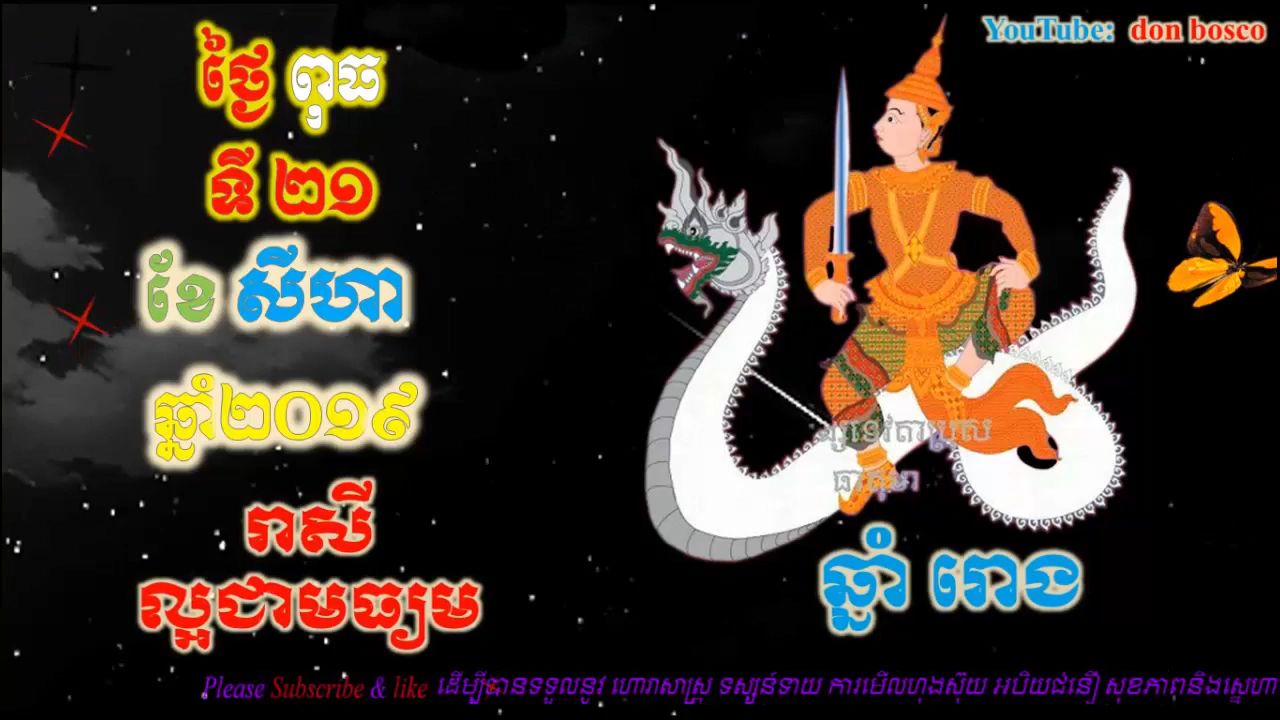 YouTube: don bosco
ថ្ងៃ ពុធ
ទី ២១
ខែ សីហា
ឆ្នាំ២០១៩
រាសី
ល្អជាមធ្យម
ឆ្នាំ រោង
Please Subscribe & like ដើម្បីបានទទួលនូវ ហោរាសាស្ត្រ ទស្សន៍ទាយ ការមើលហុងស៊ុយ អបិយជំនឿ សុខភាពនិងស្នេហា